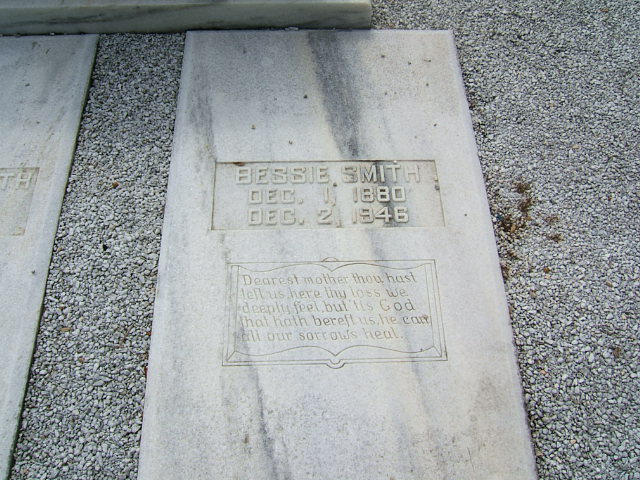 BESSIE SMITH
DEC. 1, 1880
DEC. 2, 1946
Dearest mother thou hast
left us, here thy loss we
deeply feel, but 'tis God
that hath bereft us, he can
all our sorrows heal.
TH